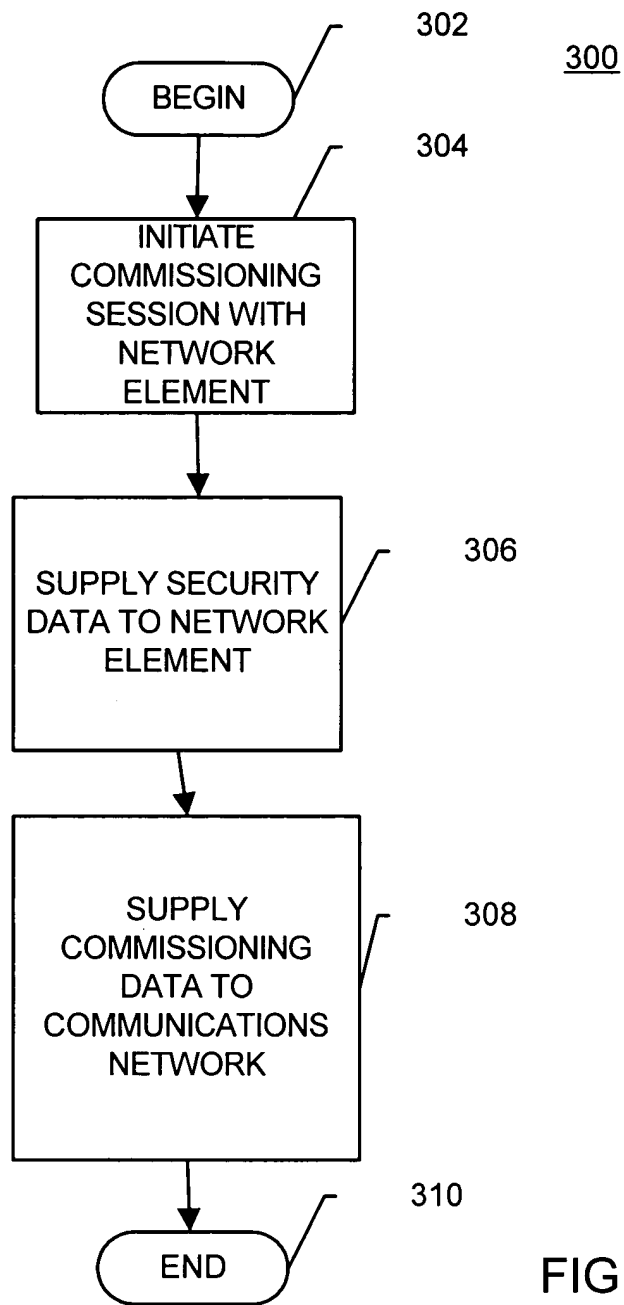 302
300
BEGIN
304
INITIATE
COMMISSIONING
SESSION WITH
NETWORK
ELEMENT
306
SUPPLY SECURITY
DATA TO NETWORK
ELEMENT
308
SUPPLY
COMMISSIONING
DATA TO
COMMUNICATIONS
NETWORK
310
END
FIG